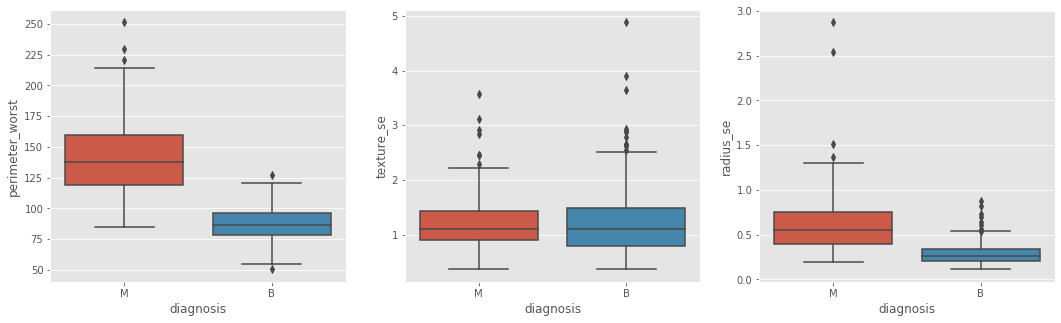 perimeter_worst
250
225
200
175
150
125
100
75
50
M
B
diagnosis
texture_se
5
4
3
2
1
M
B
diagnosis
radius_se
3.0
2.5
2.0
1.5
1.0
0.5
0.0
M
B
diagnosis